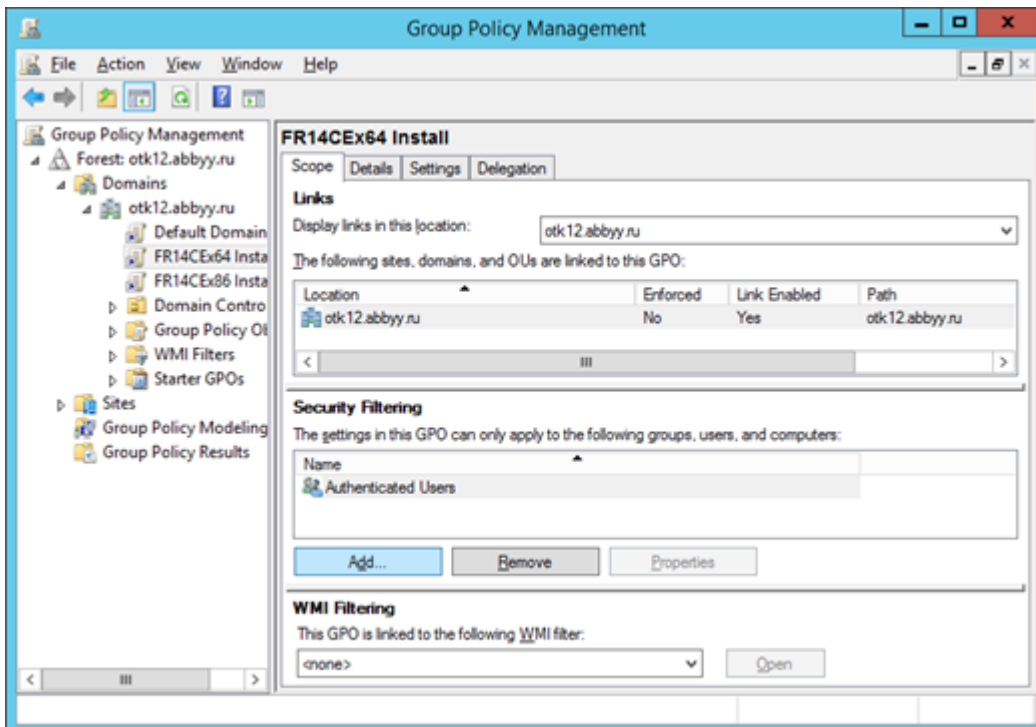 Group Policy Management
File Action View Window Help
Group Policy Management
Forest: otk12.abbyy.ru
Domains
otk12.abbyy.ru
Default Domain
FR14CEx64 Insta
FR14CEx86 Insta
Domain Contro
Group Policy Ob
WMI Filters
Starter GPOs
Sites
Group Policy Modeling
Group Policy Results
FR14CEx64 Install
Scope Details Settings Delegation
Links
Display links in this location: otk12.abbyy.ru
The following sites, domains, and OUs are linked to this GPO:
Location Enforced Link Enabled Path
otk12.abbyy.ru No Yes otk12.abbyy.ru
Security Filtering
The settings in this GPO can only apply to the following groups, users, and computers:
Name
Authenticated Users
Add... Remove Properties
WMI Filtering
This GPO is linked to the following WMI filter:
<none> Open